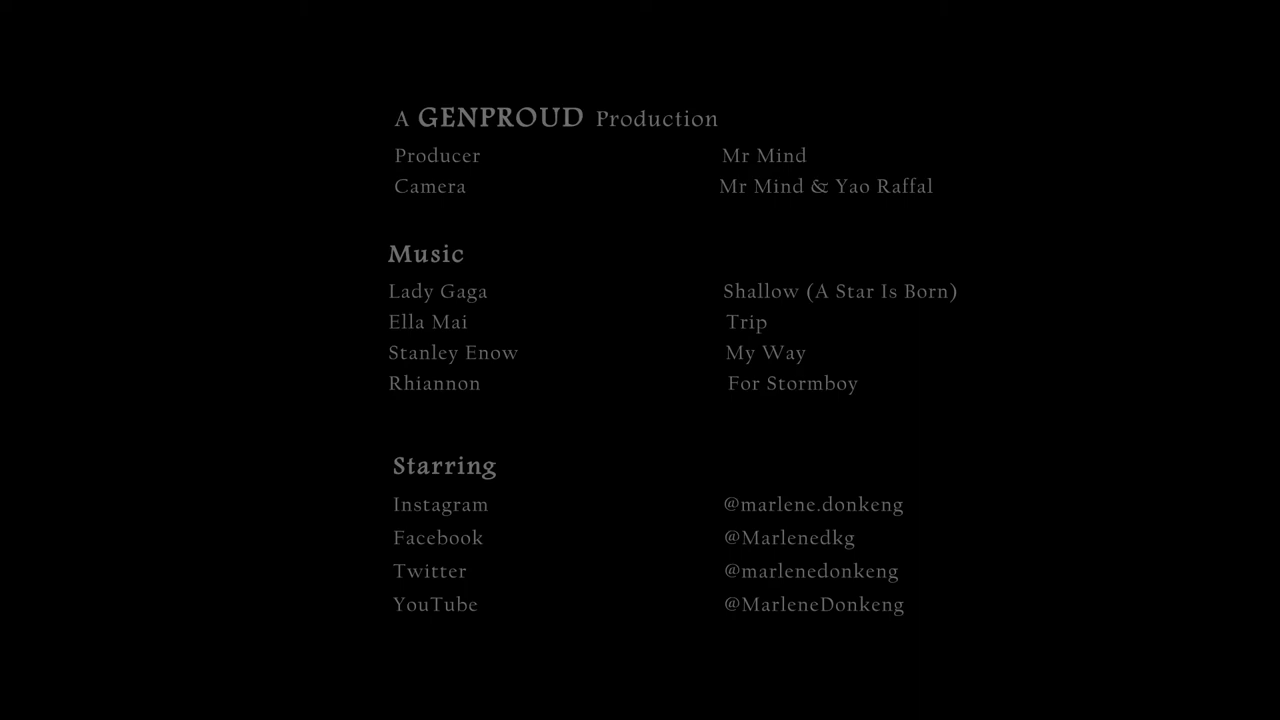 A GENPROUD Production
Producer Mr Mind
Camera Mr Mind & Yao Raffal
Music
Lady Gaga Shallow (A Star Is Born)
Ella Mai Trip
Stanley Enow My Way
Rhiannon For Stormboy
Starring
Instagram @marlene.donkeng
Facebook @Marlenedkg
Twitter @marlenedonkeng
YouTube @MarleneDonkeng